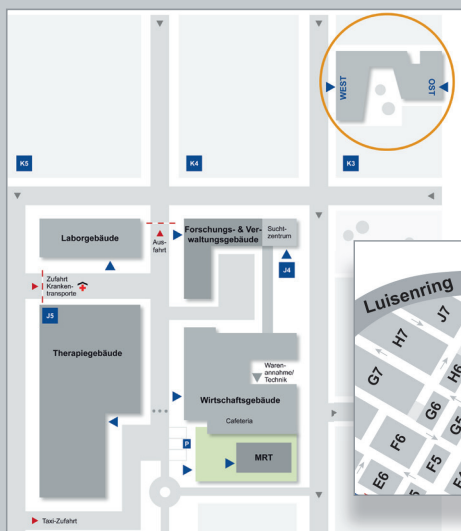 WEST
OST
K5
K4
K3
Laborgebäude
Aus-
fahrt
Forschungs- & Ver-
waltungsgebäude
Sucht-
zentrum
J4
Zufahrt
Kranken-
transporte
J5
Therapiegebäude
Waren-
annahme/
Technik
Wirtschaftsgebäude
Cafeteria
P
MRT
Taxi-Zufahrt
Luisenring
J7
H7
H6
G7
G6
G5
F6
F5
E6